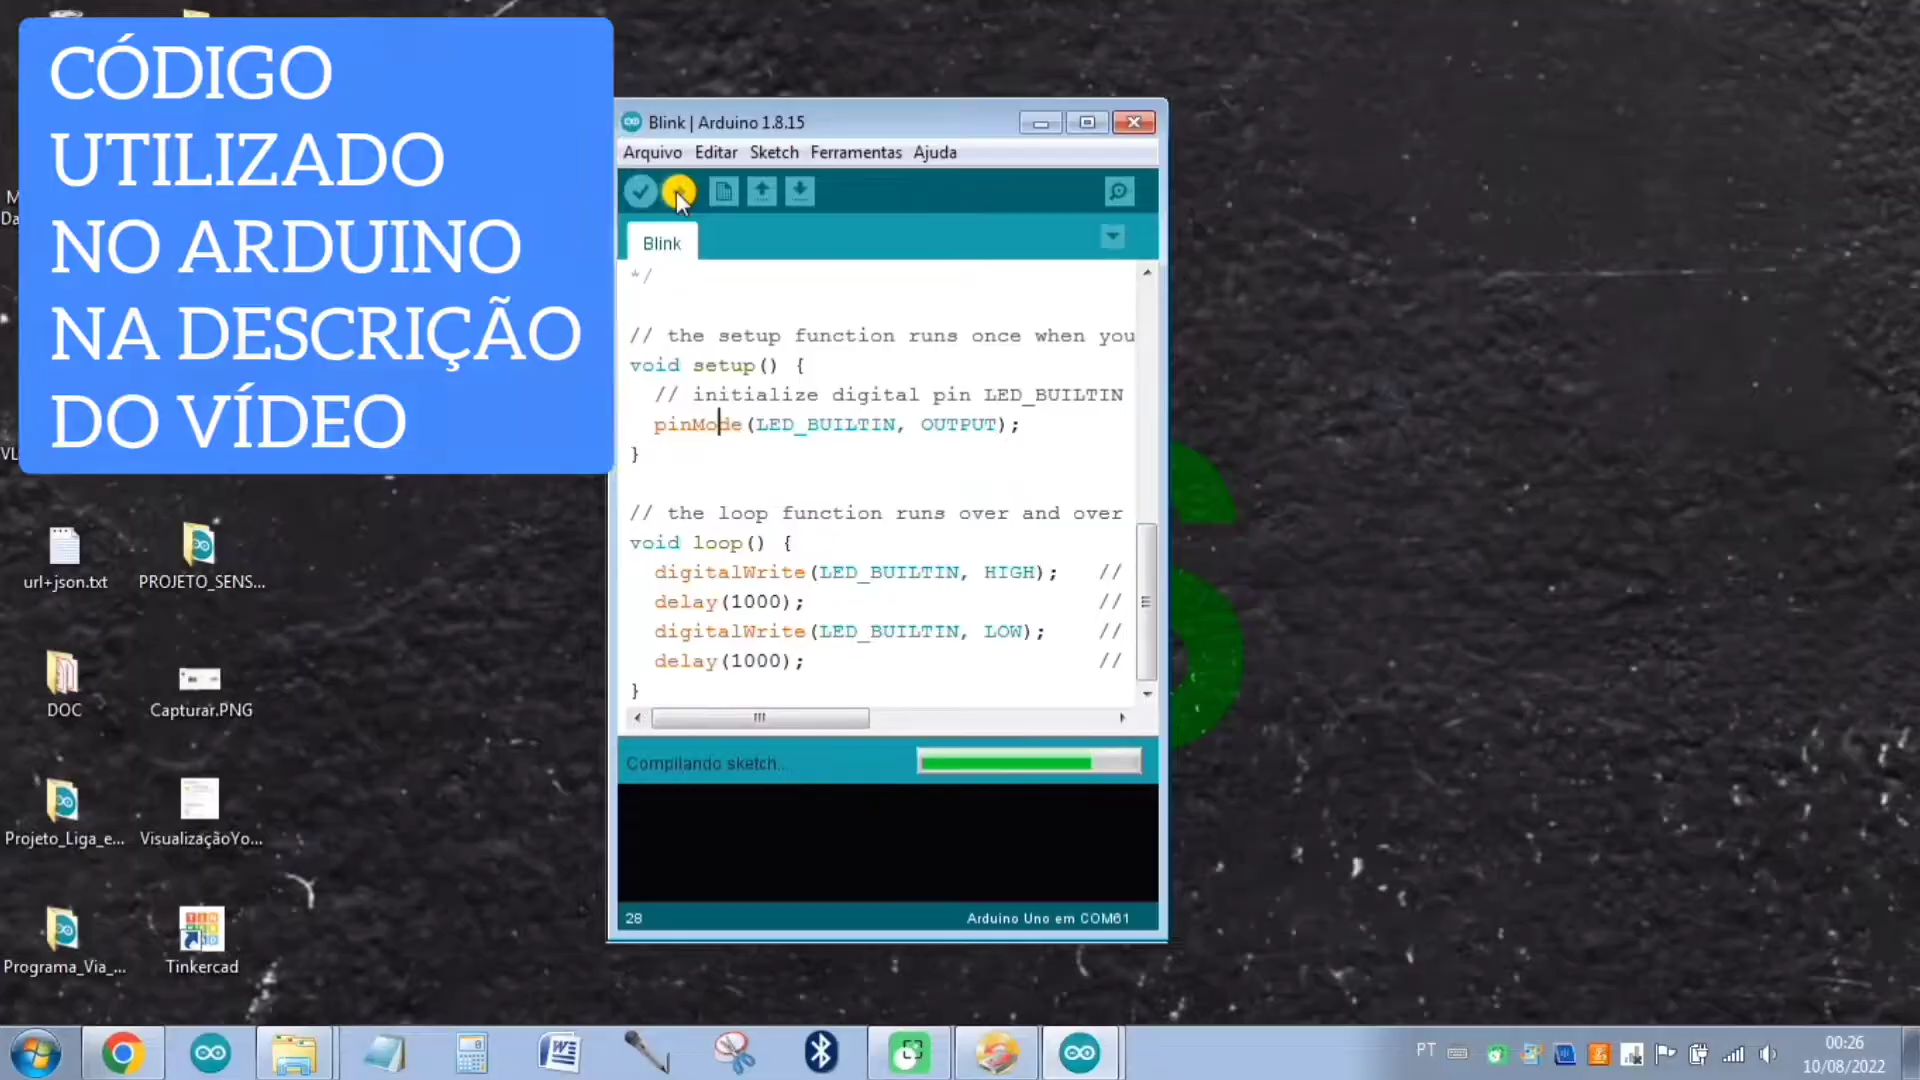 CÓDIGO
UTILIZADO
NO ARDUINO
NA DESCRIÇÃO
DO VÍDEO
Blink | Arduino 1.8.15
Arquivo Editar Sketch Ferramentas Ajuda
Blink
*/
// the setup function runs once when you
void setup() {
// initialize digital pin LED_BUILTIN
pinMode(LED_BUILTIN, OUTPUT);
}
// the loop function runs over and over
void loop() {
digitalWrite(LED_BUILTIN, HIGH); //
delay(1000); //
digitalWrite(LED_BUILTIN, LOW); //
delay(1000); //
}
Compilando sketch..
28
Arduino Uno em COM61
url+json.txt
PROJETO_SENS...
DOC
Capturar.PNG
Projeto_Liga_e...
VisualizaçãoYo...
Programa_Via_...
Tinkercad
PT
00:26
10/08/2022